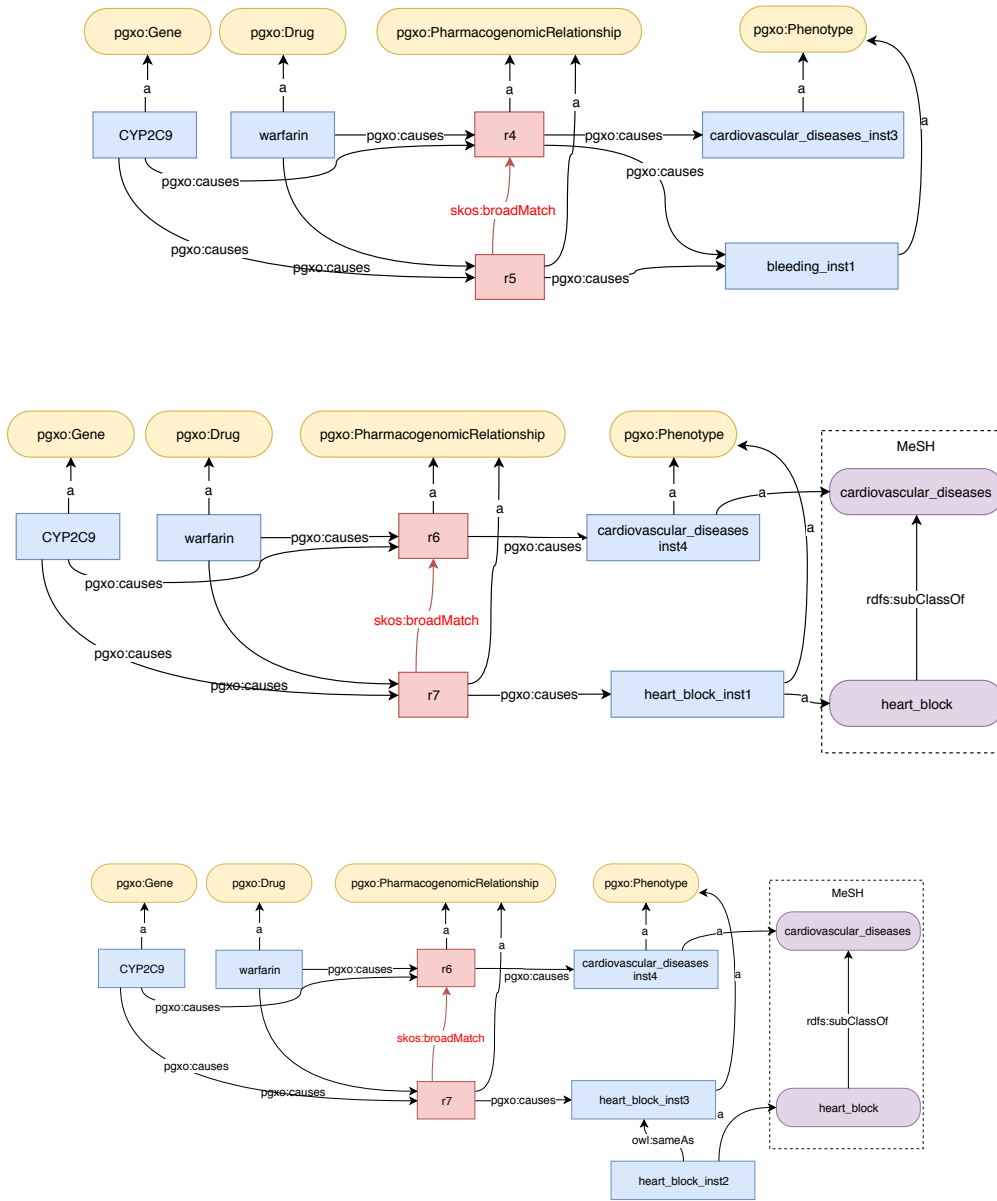 pgxo:Gene
pgxo:Drug
pgxo:PharmacogenomicRelationship
pgxo:Phenotype
a
a
a
a
a
a
CYP2C9
warfarin
pgxo:causes
r4
pgxo:causes
cardiovascular_diseases_inst3
pgxo:causes
pgxo:causes
skos:broadMatch
pgxo:causes
pgxo:causes
r5
pgxo:causes
bleeding_inst1
pgxo:Gene
pgxo:Drug
pgxo:PharmacogenomicRelationship
pgxo:Phenotype
MeSH
cardiovascular_diseases
a
a
a
a
a
a
a
CYP2C9
warfarin
pgxo:causes
r6
pgxo:causes
cardiovascular_diseases
inst4
pgxo:causes
rdfs:subClassOf
skos:broadMatch
pgxo:causes
pgxo:causes
r7
pgxo:causes
heart_block_inst1
a
heart_block
pgxo:Gene
pgxo:Drug
pgxo:PharmacogenomicRelationship
pgxo:Phenotype
MeSH
a
a
a
a
a
a
cardiovascular_diseases
CYP2C9
warfarin
pgxo:causes
r6
pgxo:causes
cardiovascular_diseases
inst4
a
pgxo:causes
rdfs:subClassOf
skos:broadMatch
pgxo:causes
pgxo:causes
r7
pgxo:causes
heart_block_inst3
a
heart_block
owl:sameAs
heart_block_inst2